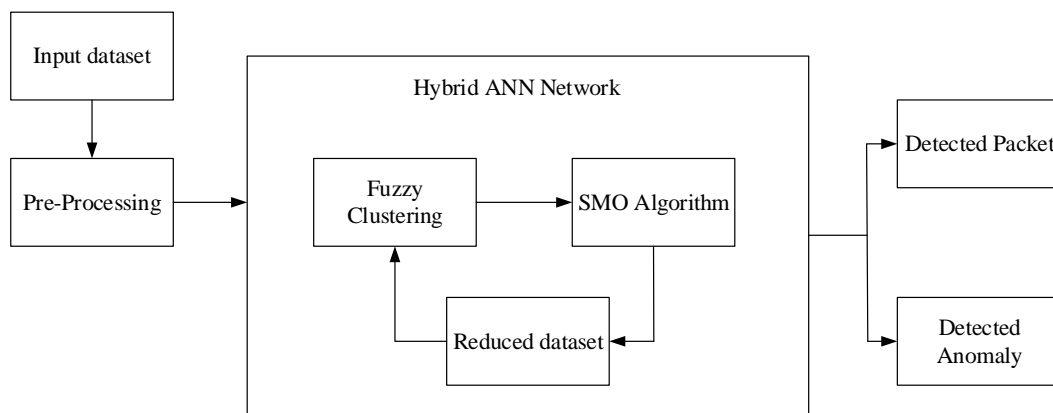 Input dataset
Pre-Processing
Hybrid ANN Network
Fuzzy
Clustering
SMO Algorithm
Reduced dataset
Detected Packet
Detected
Anomaly